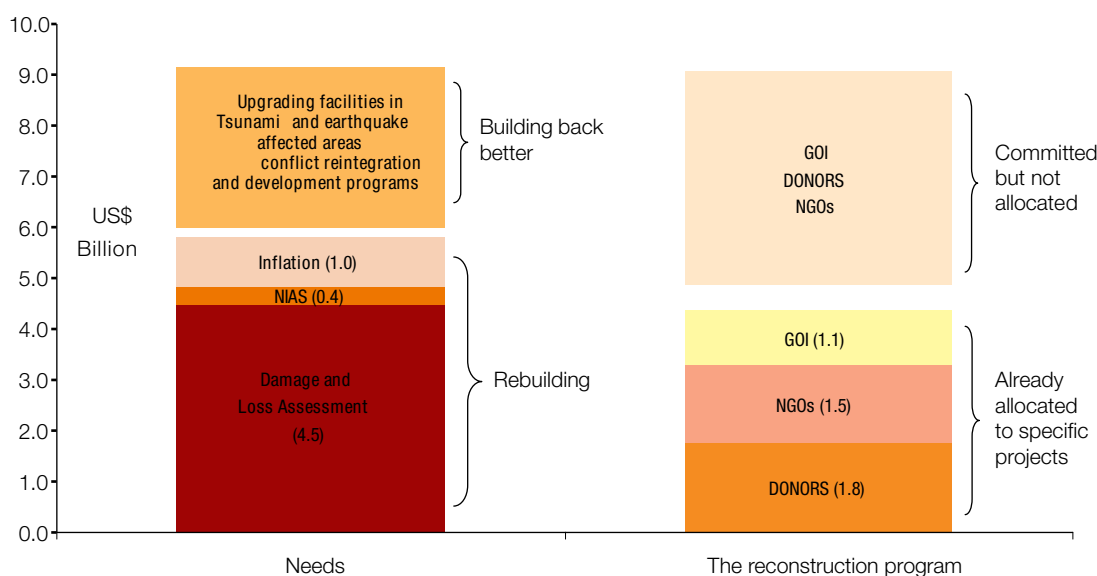 10.0
9.0
8.0
7.0
6.0
5.0
4.0
3.0
2.0
1.0
0.0
US$
Billion
Upgrading facilities in
Tsunami and earthquake
affected areas
conflict reintegration
and development programs
Building back
better
Inflation (1.0)
NIAS (0.4)
Damage and
Loss Assessment
(4.5)
Rebuilding
GOI
DONORS
NGOs
Committed
but not
allocated
GOI (1.1)
NGOs (1.5)
DONORS (1.8)
Already
allocated
to specific
projects
Needs
The reconstruction program